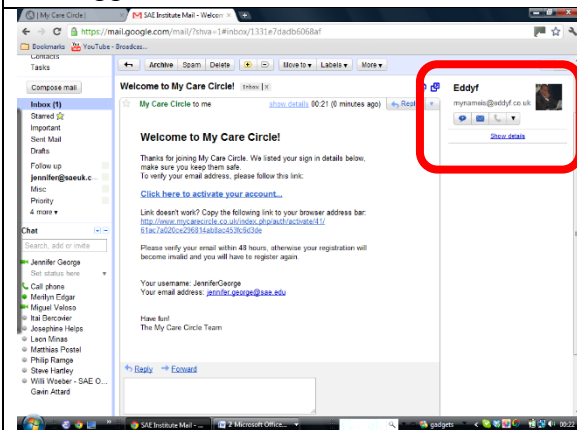 | My Care Circle |
SAE Institute Mail - Welcom
https://mail.google.com/mail/?shva=1#inbox/1331e7dadb6068af
Bookmarks YouTube - Broadcas...
Contacts
Tasks
Compose mail
Inbox (1)
Starred
Important
Sent Mail
Drafts
Follow up
jennifer@saeuk.c...
Misc
Priority
4 more
Chat
Search, add or invite
Jennifer George
Set status here
Call phone
Merilyn Edgar
Miguel Veloso
Itai Bercovier
Josephine Helps
Leon Minas
Matthias Postel
Philip Ramge
Steve Hartley
Willi Woeber - SAE O...
Gavin Attard
Archive Spam Delete Move to Labels More
Welcome to My Care Circle! Inbox | X
My Care Circle to me show details 00:21 (0 minutes ago) Reply
Welcome to My Care Circle!
Thanks for joining My Care Circle. We listed your sign in details below,
make sure you keep them safe.
To verify your email address, please follow this link:
Click here to activate your account...
Link doesn't work? Copy the following link to your browser address bar:
http://www.mycarecircle.co.uk/index.php/auth/activate/41/
61ac7a020ce296814ab8ac453fc6d3de
Please verify your email within 48 hours, otherwise your registration will
become invalid and you will have to register again.
Your username: JenniferGeorge
Your email address: jennifer.george@sae.edu
Have fun!
The My Care Circle Team
Reply Forward
Eddyf
mynameis@eddyf.co.uk
Show details
SAE Institute Mail - ... 2 Microsoft Office... gadgets 00:22